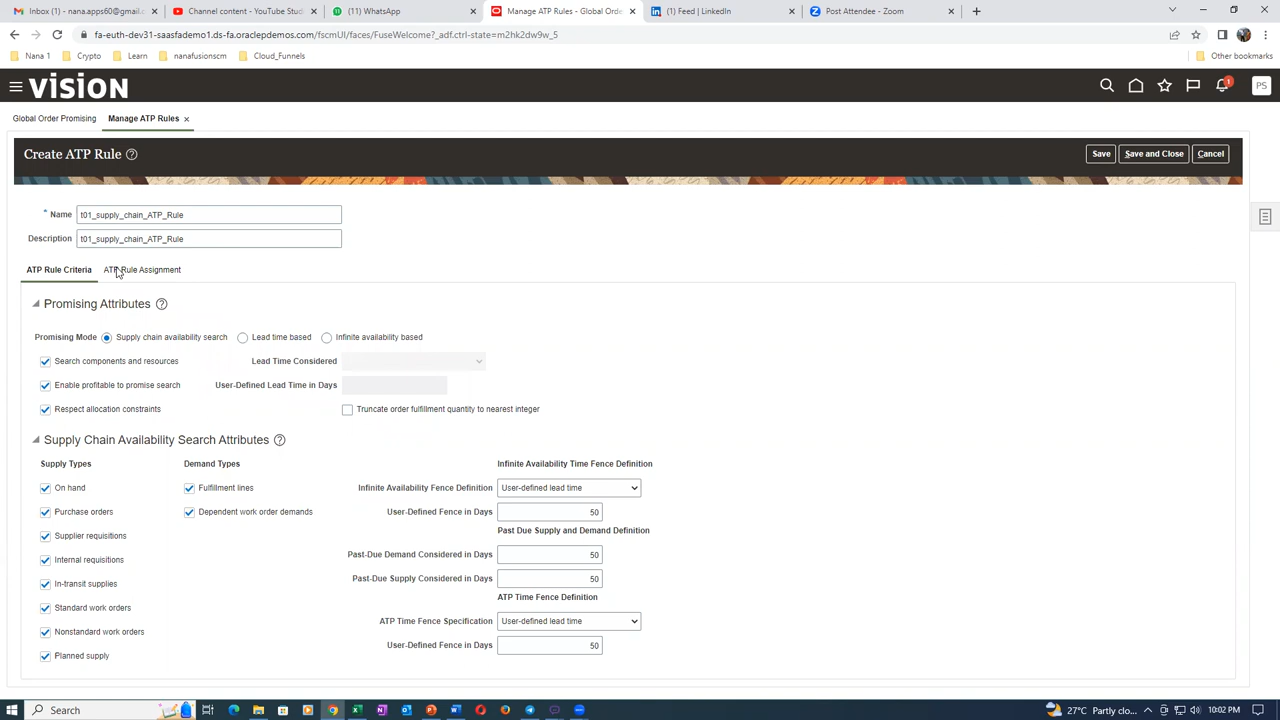 Inbox (1) - nanaps60@gmail.com
Channel content - YouTube Stud
(11) WhatsApp
Manage ATP Rules - Global Orde
(1) Feed | LinkedIn
Post Attendee - Zoom
fa-euth-dev31-saasfademo1.ds-fa.oraclepdemos.com/fscmUI/faces/FuseWelcome?_adf.ctrl-state=m2hk2dw9w_5
Nana 1
Crypto
Learn
nanafusionscm
Cloud_Funnels
Other bookmarks
VISION
1
PS
Global Order Promising
Manage ATP Rules
Create ATP Rule
Save
Save and Close
Cancel
* Name t01_supply_chain_ATP_Rule
Description t01_supply_chain_ATP_Rule
ATP Rule Criteria
ATP Rule Assignment
Promising Attributes
Promising Mode Supply chain availability search Lead time based Infinite availability based
Search components and resources Lead Time Considered
Enable profitable to promise search User-Defined Lead Time in Days
Respect allocation constraints Truncate order fulfillment quantity to nearest integer
Supply Chain Availability Search Attributes
Supply Types
On hand
Purchase orders
Supplier requisitions
Internal requisitions
In-transit supplies
Standard work orders
Nonstandard work orders
Planned supply
Demand Types
Fulfillment lines
Dependent work order demands
Infinite Availability Time Fence Definition
Infinite Availability Fence Definition User-defined lead time
User-Defined Fence in Days 50
Past Due Supply and Demand Definition
Past-Due Demand Considered in Days 50
Past-Due Supply Considered in Days 50
ATP Time Fence Definition
ATP Time Fence Specification User-defined lead time
User-Defined Fence in Days 50
Search
27°C Partly clo...
10:02 PM